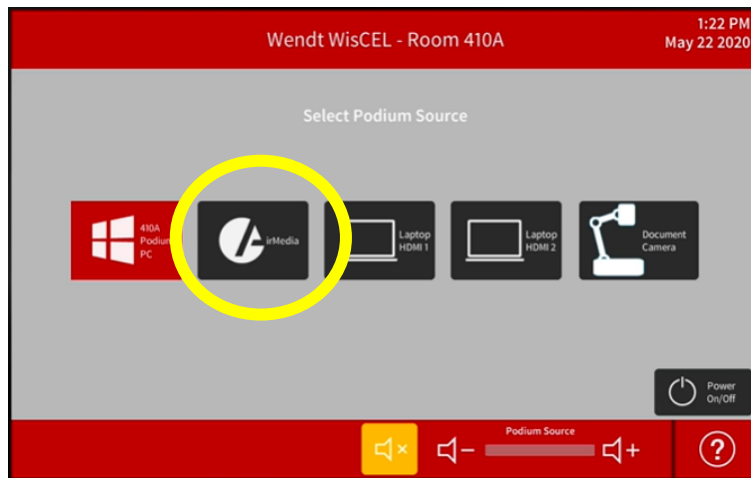 Wendt WisCEL - Room 410A
1:22 PM
May 22 2020
Select Podium Source
410A
Podium
PC
AirMedia
Laptop
HDMI 1
Laptop
HDMI 2
Document
Camera
Power
On/Off
Podium Source
?